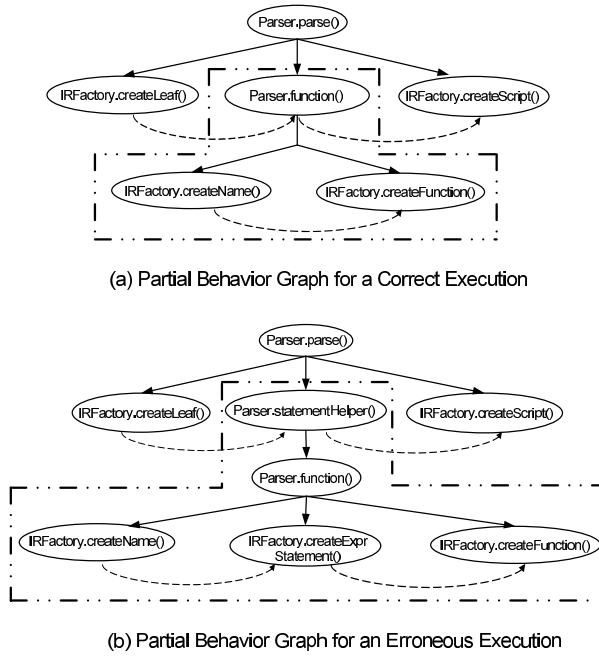 Parser.parse()
IRFactory.createLeaf()
Parser.function()
IRFactory.createScript()
IRFactory.createName()
IRFactory.createFunction()
(a) Partial Behavior Graph for a Correct Execution
Parser.parse()
IRFactory.createLeaf()
Parser.statementHelper()
IRFactory.createScript()
Parser.function()
IRFactory.createName()
IRFactory.createExpr
Statement()
IRFactory.createFunction()
(b) Partial Behavior Graph for an Erroneous Execution